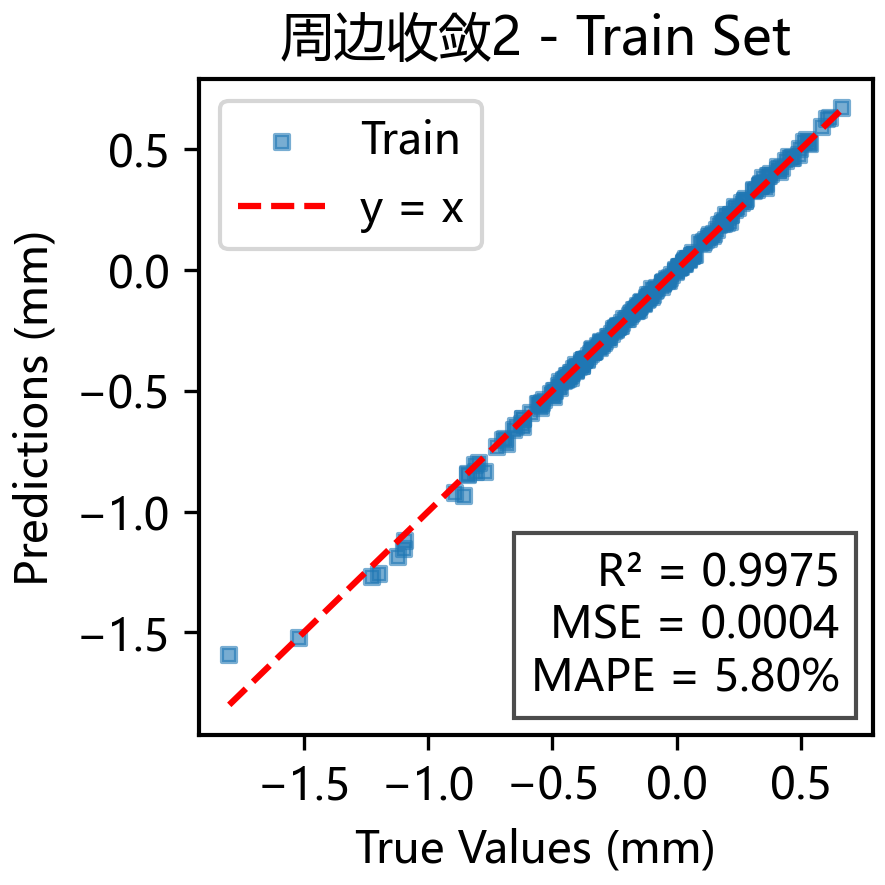 周边收敛2 - Train Set
Train
y = x
Predictions (mm)
0.5
0.0
−0.5
−1.0
−1.5
R² = 0.9975
MSE = 0.0004
MAPE = 5.80%
−1.5 −1.0 −0.5 0.0 0.5
True Values (mm)